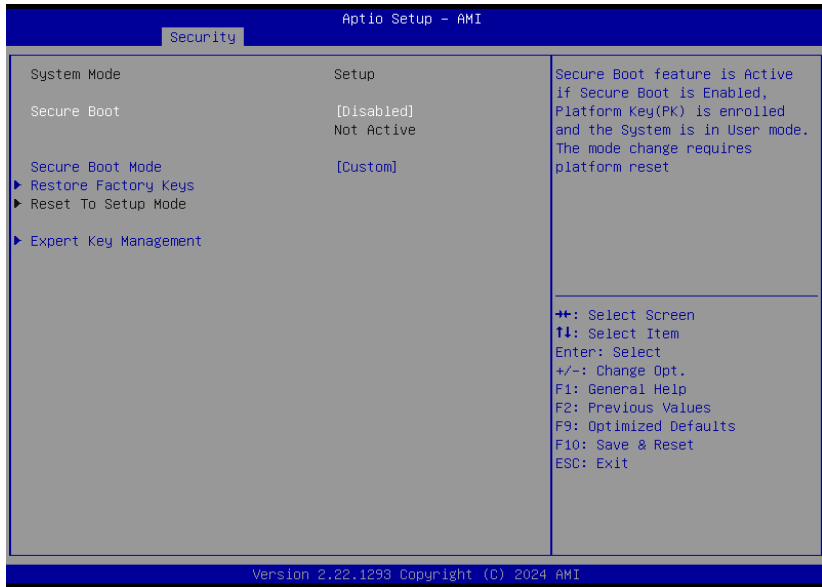 Aptio Setup – AMI
Security
System Mode Setup
Secure Boot [Disabled]
Not Active
Secure Boot Mode [Custom]
Restore Factory Keys
Reset To Setup Mode
Expert Key Management
Secure Boot feature is Active
if Secure Boot is Enabled,
Platform Key(PK) is enrolled
and the System is in User mode.
The mode change requires
platform reset
→←: Select Screen
↑↓: Select Item
Enter: Select
+/-: Change Opt.
F1: General Help
F2: Previous Values
F9: Optimized Defaults
F10: Save & Reset
ESC: Exit
Version 2.22.1293 Copyright (C) 2024 AMI